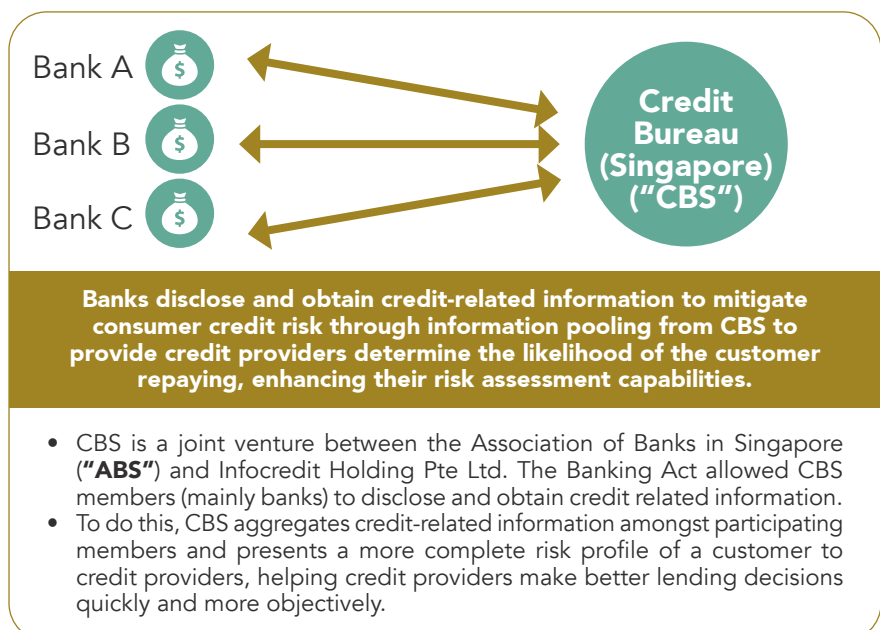 Bank A
$
Bank B
$
Bank C
$
Credit
Bureau
(Singapore)
(“CBS”)
Banks disclose and obtain credit-related information to mitigate
consumer credit risk through information pooling from CBS to
provide credit providers determine the likelihood of the customer
repaying, enhancing their risk assessment capabilities.
• CBS is a joint venture between the Association of Banks in Singapore
(“ABS”) and Infocredit Holding Pte Ltd. The Banking Act allowed CBS
members (mainly banks) to disclose and obtain credit related information.
• To do this, CBS aggregates credit-related information amongst participating
members and presents a more complete risk profile of a customer to
credit providers, helping credit providers make better lending decisions
quickly and more objectively.